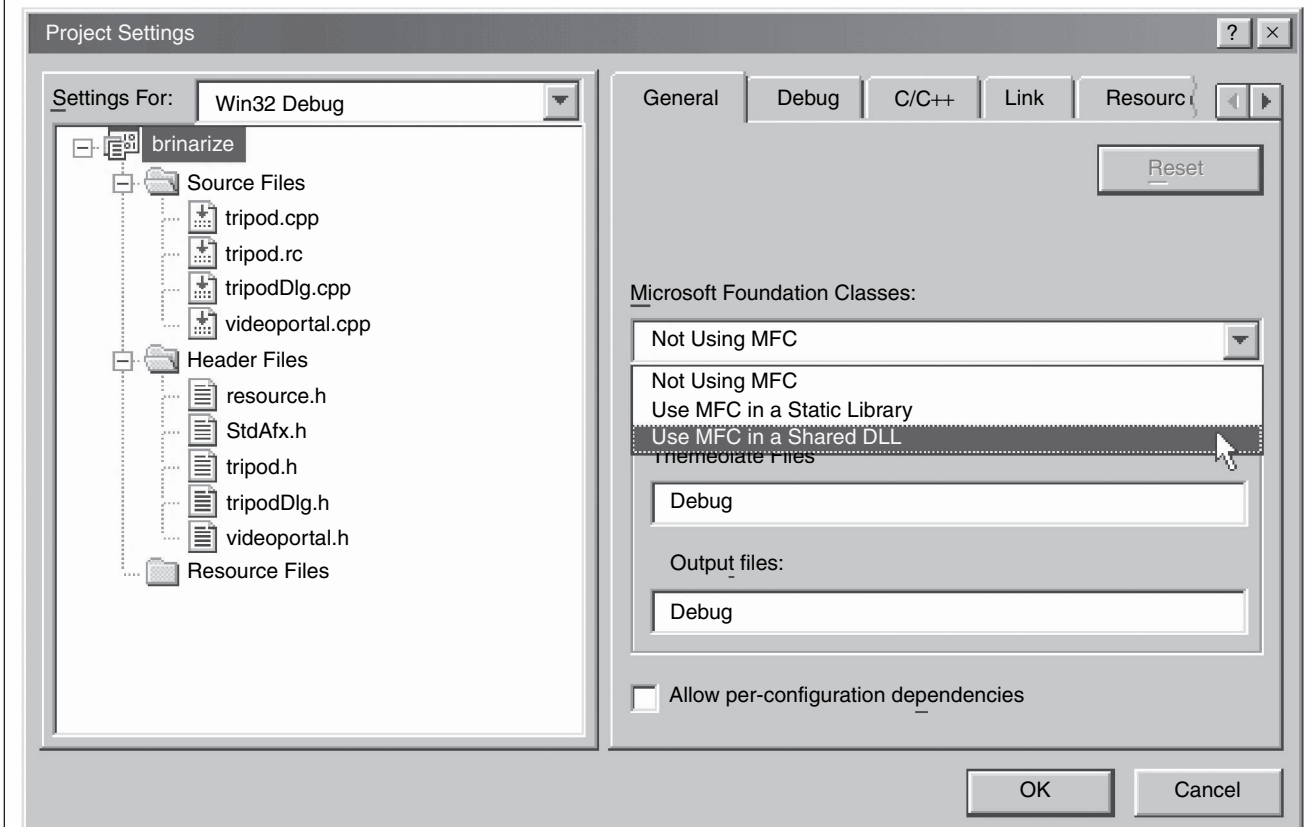 Project Settings
?
Settings For:
Win32 Debug
brinarize
Source Files
tripod.cpp
tripod.rc
tripodDlg.cpp
videoportal.cpp
Header Files
resource.h
StdAfx.h
tripod.h
tripodDlg.h
videoportal.h
Resource Files
General Debug C/C++ Link
Reset
Microsoft Foundation Classes:
Not Using MFC
Not Using MFC
Use MFC in a Static Library
Use MFC in a Shared DLL
Files
Debug
Output files:
Debug
Allow per-configuration dependencies
OK Cancel